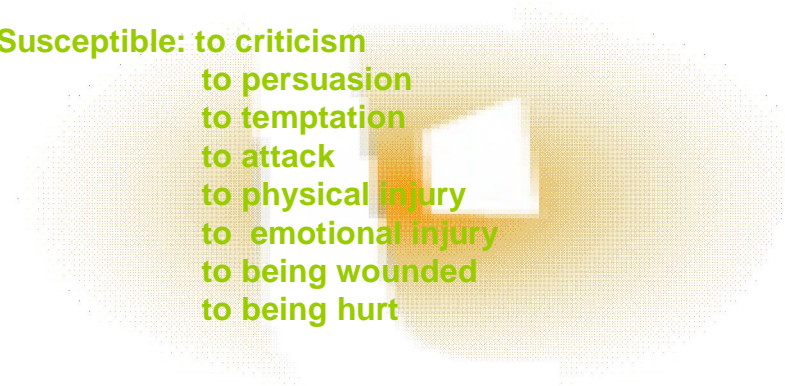 Susceptible: to criticism
to persuasion
to temptation
to attack
to physical injury
to emotional injury
to being wounded
to being hurt